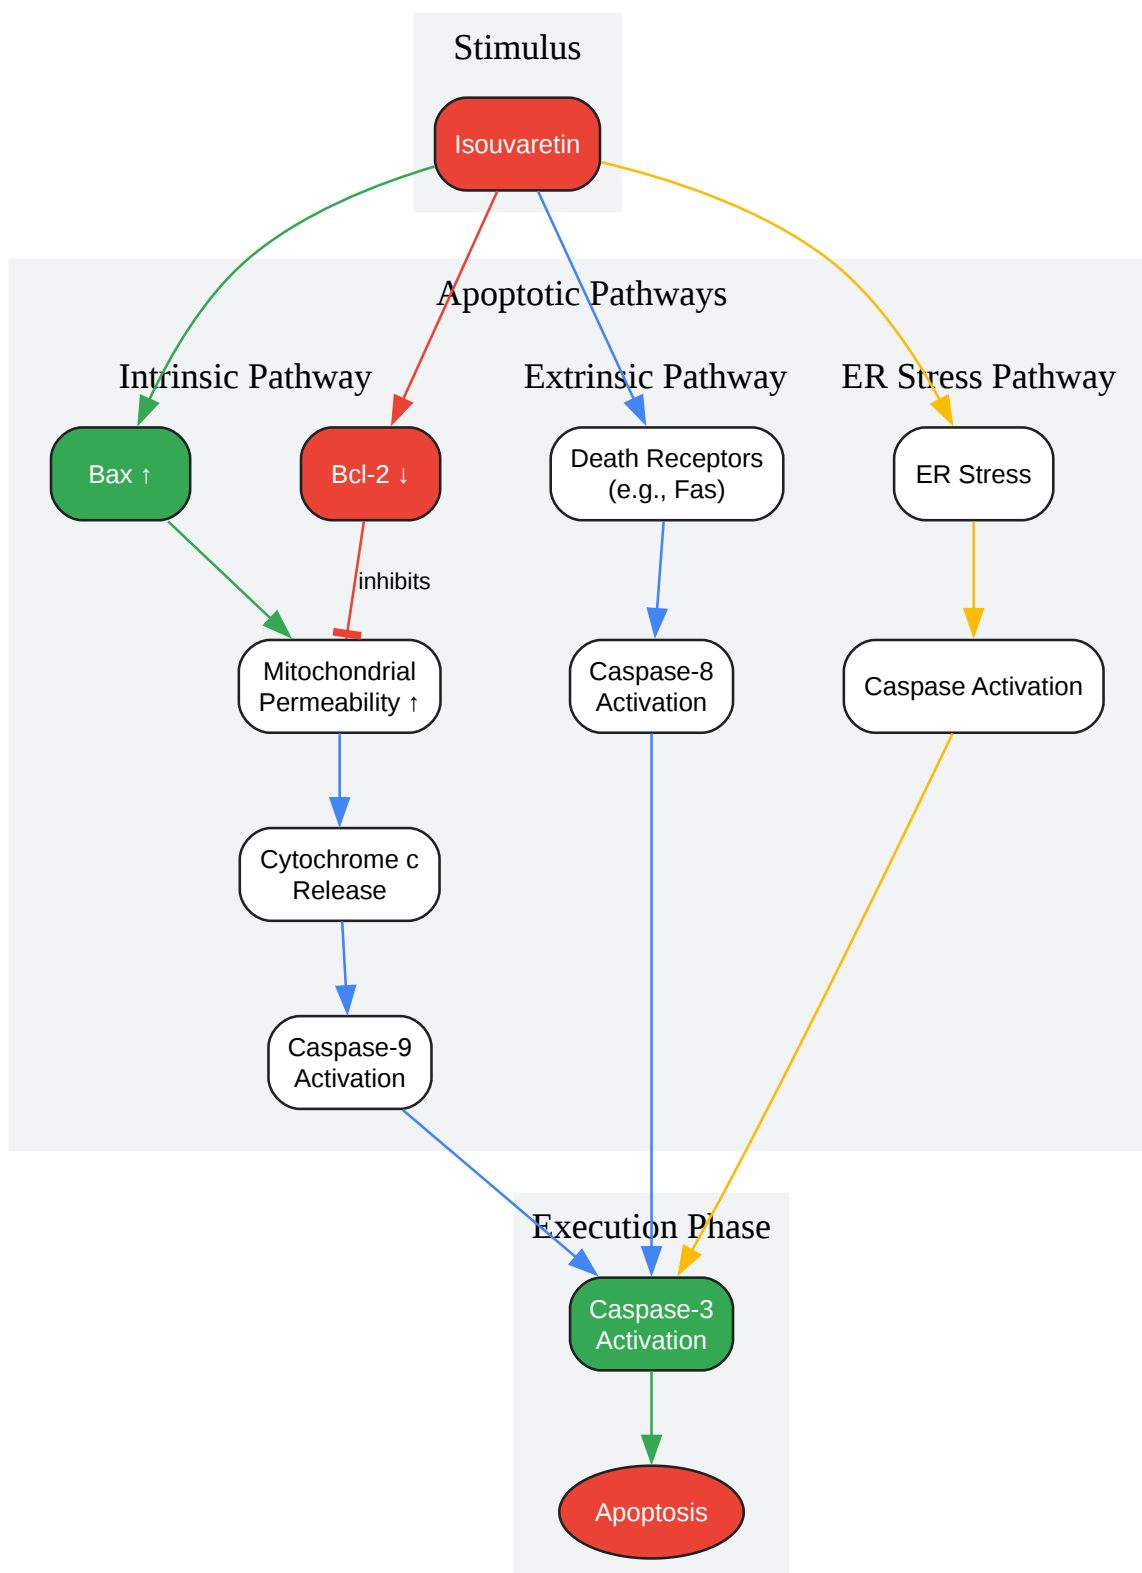 Stimulus
Isouvaretin
Apoptotic Pathways
Intrinsic Pathway
Extrinsic Pathway
ER Stress Pathway
Bax ↑
Bcl-2 ↓
Death Receptors
(e.g., Fas)
ER Stress
inhibits
Mitochondrial
Permeability ↑
Caspase-8
Activation
Caspase Activation
Cytochrome c
Release
Caspase-9
Activation
Execution Phase
Caspase-3
Activation
Apoptosis